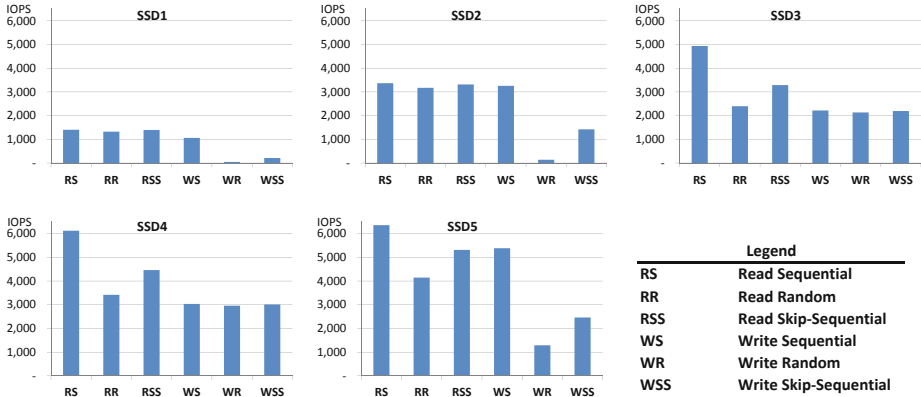 IOPS
SSD1
6,000
5,000
4,000
3,000
2,000
1,000
-
RS RR RSS WS WR WSS
IOPS
SSD2
6,000
5,000
4,000
3,000
2,000
1,000
-
RS RR RSS WS WR WSS
IOPS
SSD3
6,000
5,000
4,000
3,000
2,000
1,000
-
RS RR RSS WS WR WSS
IOPS
SSD4
6,000
5,000
4,000
3,000
2,000
1,000
-
RS RR RSS WS WR WSS
IOPS
SSD5
6,000
5,000
4,000
3,000
2,000
1,000
-
RS RR RSS WS WR WSS
Legend
RS Read Sequential
RR Read Random
RSS Read Skip-Sequential
WS Write Sequential
WR Write Random
WSS Write Skip-Sequential